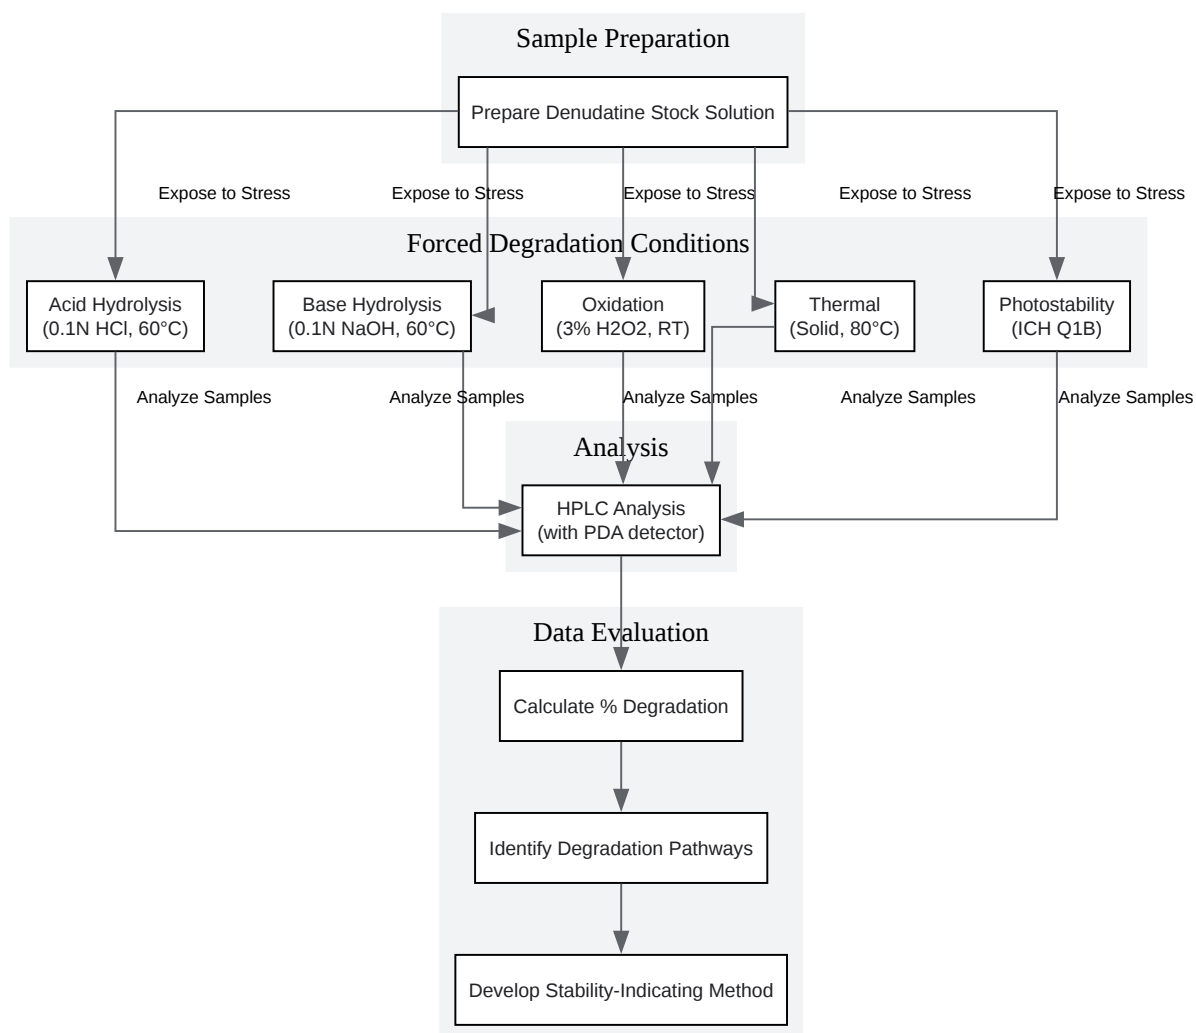 Sample Preparation
Prepare Denudatine Stock Solution
Expose to Stress
Expose to Stress
Expose to Stress
Expose to Stress
Expose to Stress
Forced Degradation Conditions
Acid Hydrolysis
(0.1N HCl, 60°C)
Base Hydrolysis
(0.1N NaOH, 60°C)
Oxidation
(3% H2O2, RT)
Thermal
(Solid, 80°C)
Photostability
(ICH Q1B)
Analyze Samples
Analyze Samples
Analyze Samples
Analyze Samples
Analyze Samples
Analysis
HPLC Analysis
(with PDA detector)
Data Evaluation
Calculate % Degradation
Identify Degradation Pathways
Develop Stability-Indicating Method